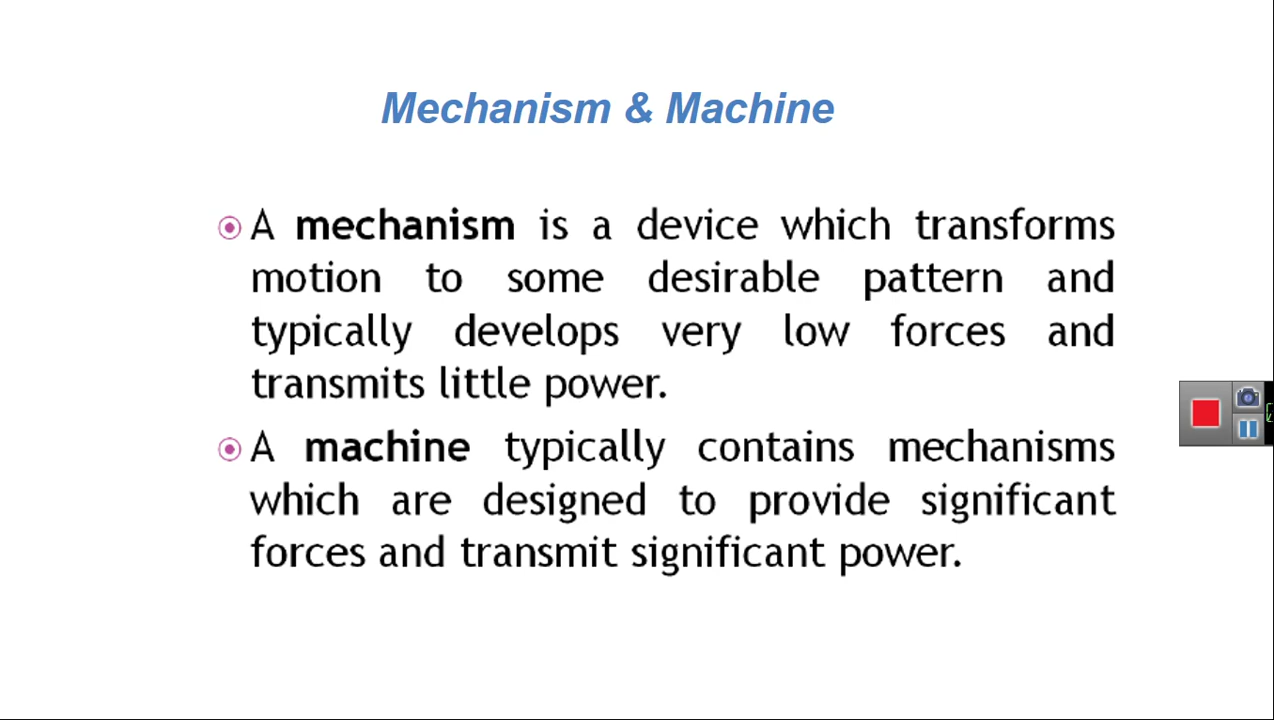 Mechanism & Machine
A mechanism is a device which transforms
motion to some desirable pattern and
typically develops very low forces and
transmits little power.
A machine typically contains mechanisms
which are designed to provide significant
forces and transmit significant power.